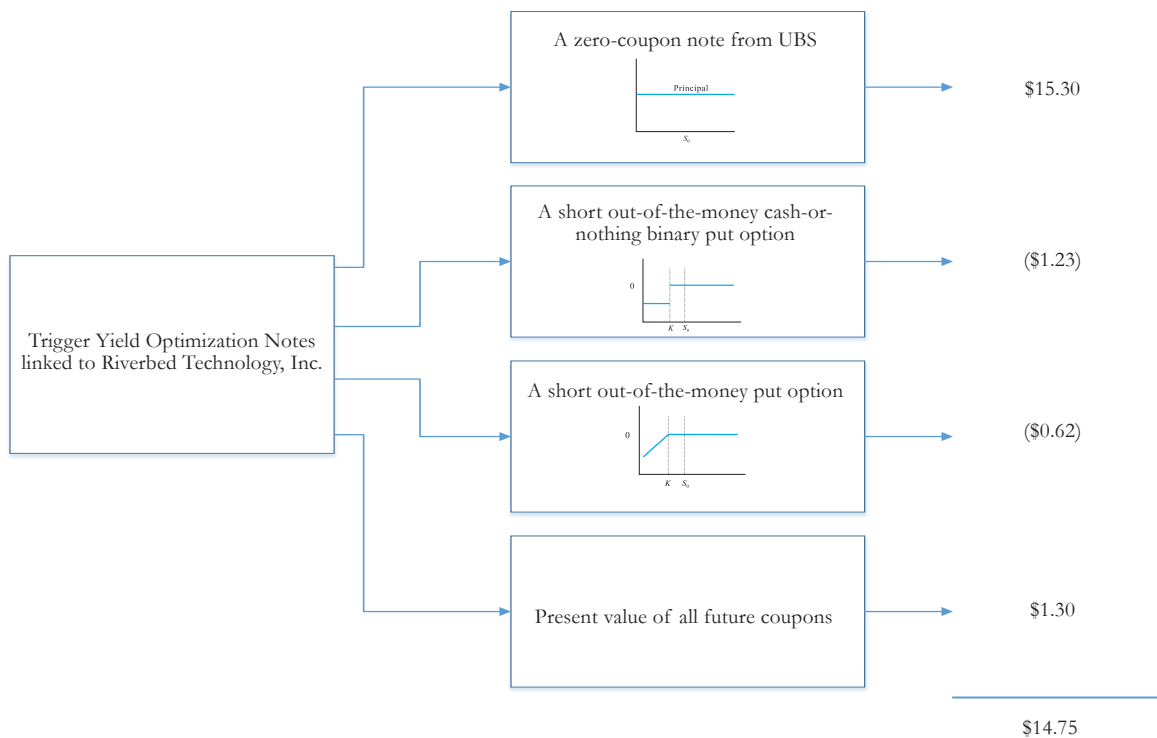 A zero-coupon note from UBS
Principal
S₀
$15.30
A short out-of-the-money cash-or-
nothing binary put option
0
K S₀
($1.23)
Trigger Yield Optimization Notes
linked to Riverbed Technology, Inc.
A short out-of-the-money put option
0
K S₀
($0.62)
Present value of all future coupons
$1.30
$14.75